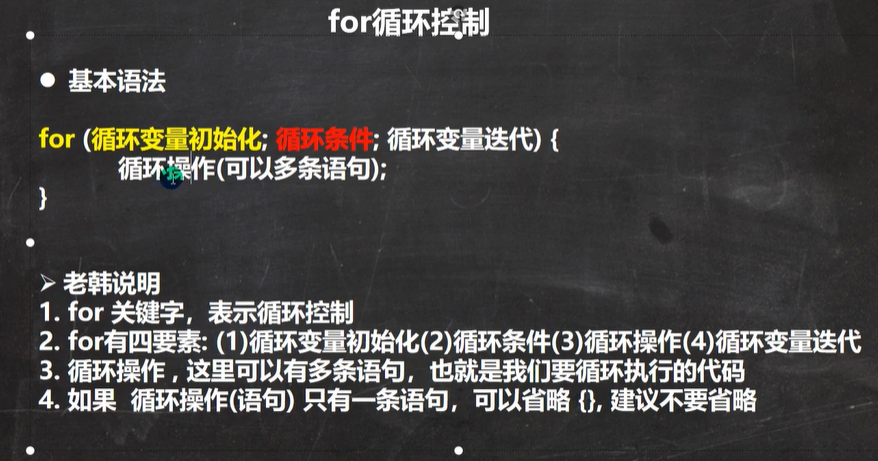 for循环控制
● 基本语法
for (循环变量初始化; 循环条件; 循环变量迭代) {
循环操作(可以多条语句);
}
➢ 老韩说明
1. for 关键字，表示循环控制
2. for有四要素: (1)循环变量初始化(2)循环条件(3)循环操作(4)循环变量迭代
3. 循环操作 , 这里可以有多条语句，也就是我们要循环执行的代码
4. 如果 循环操作(语句) 只有一条语句，可以省略 {}, 建议不要省略